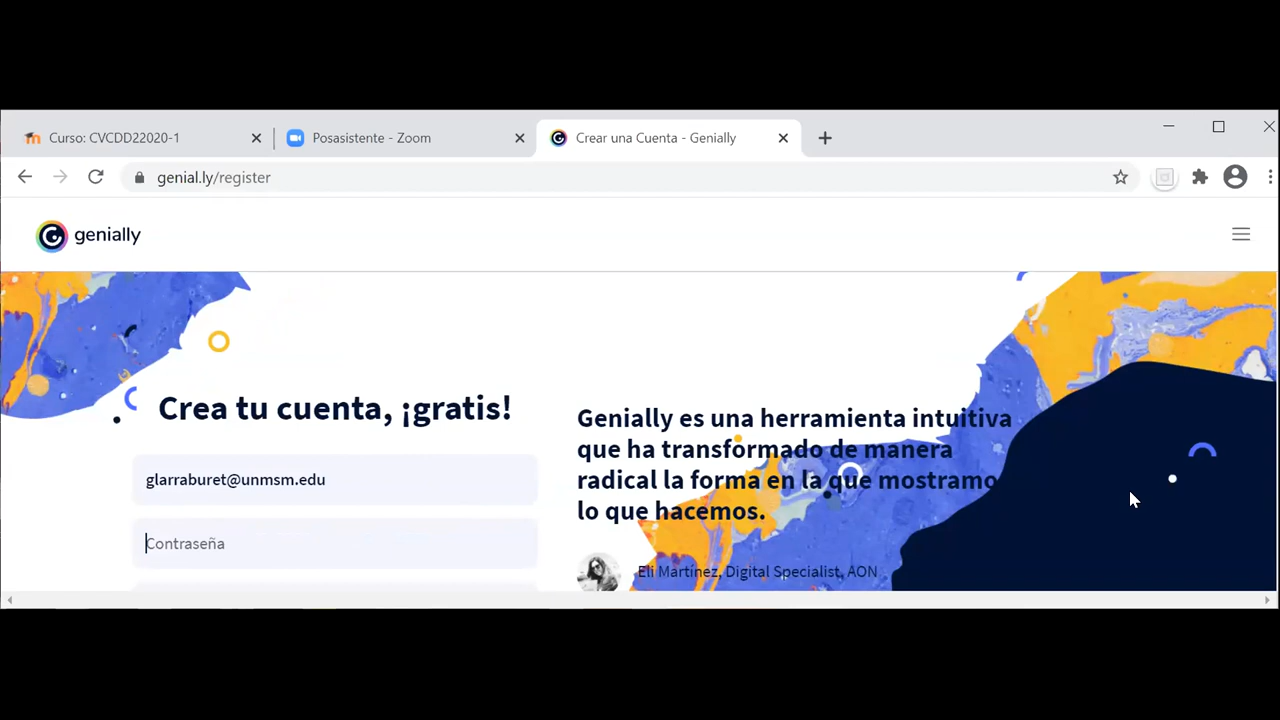 Curso: CVCDD22020-1
Posasistente - Zoom
Crear una Cuenta - Genially
genial.ly/register
genially
Crea tu cuenta, ¡gratis!
glarraburet@unmsm.edu
Contraseña
Genially es una herramienta intuitiva
que ha transformado de manera
radical la forma en la que mostramo
lo que hacemos.
Eli Martínez, Digital Specialist, AON